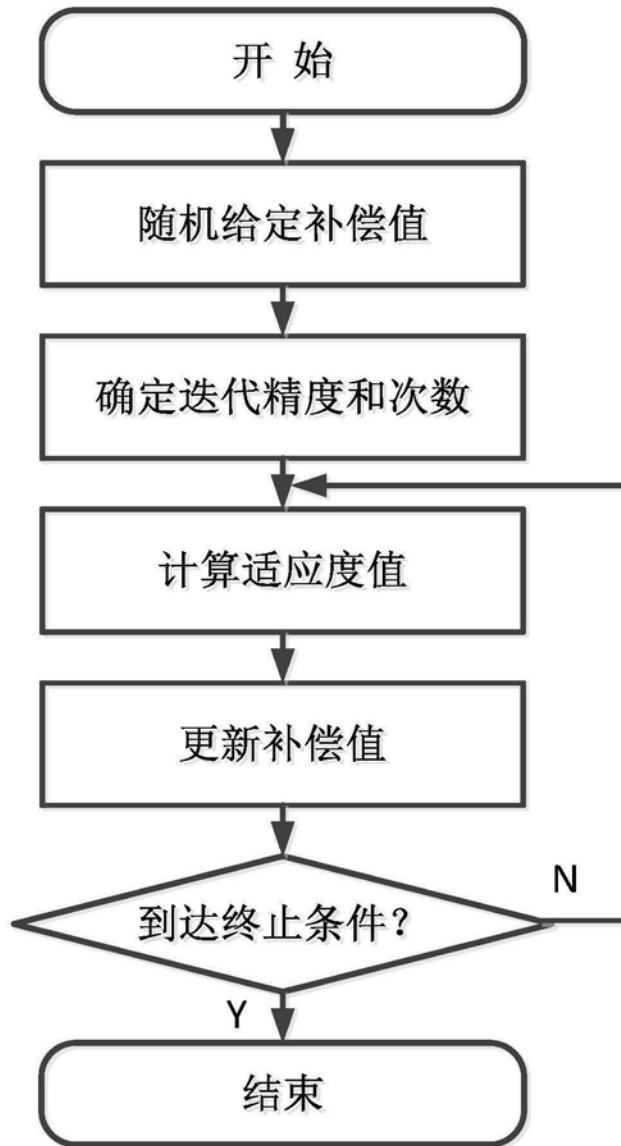 开 始
随机给定补偿值
确定迭代精度和次数
计算适应度值
更新补偿值
到达终止条件？
N
Y
结束